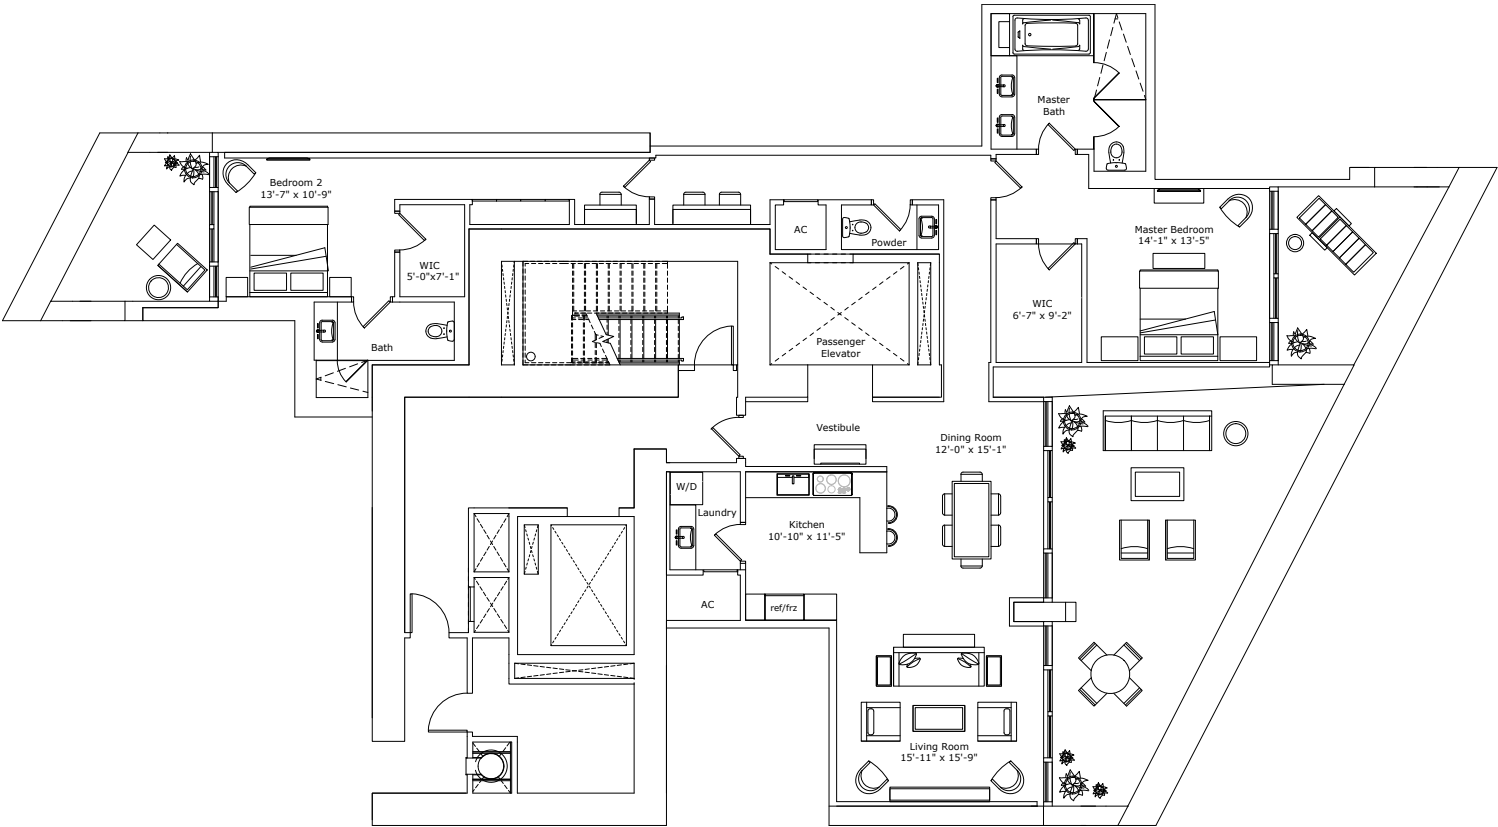 Master
Bath
Bedroom 2
13'-7" x 10'-9"
AC
Powder
Master Bedroom
14'-1" x 13'-5"
WIC
5'-0"x7'-1"
WIC
6'-7" x 9'-2"
Bath
Passenger
Elevator
Vestibule
Dining Room
12'-0" x 15'-1"
W/D
Laundry
Kitchen
10'-10" x 11'-5"
AC
ref/frz
Living Room
15'-11" x 15'-9"